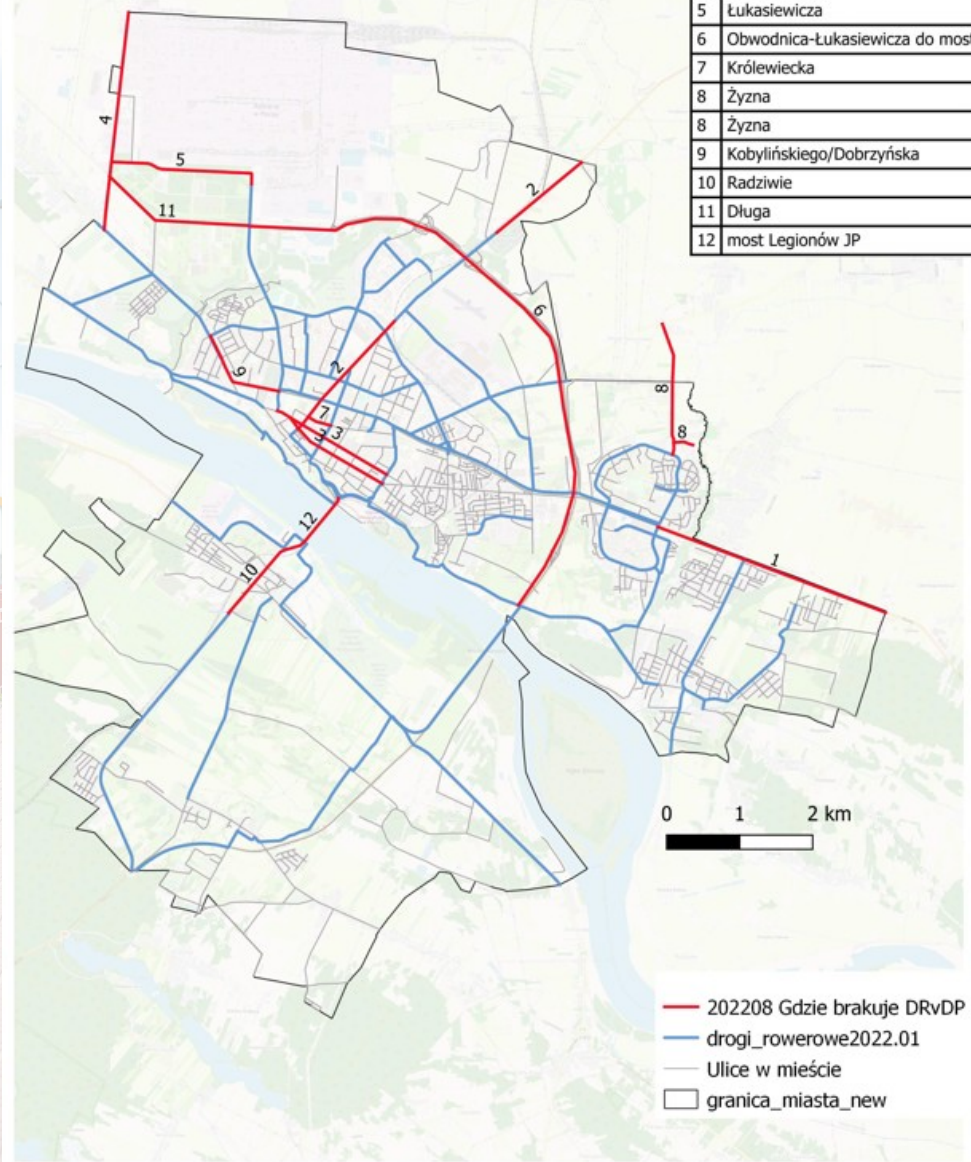 5 Łukasiewicza
6 Obwodnica-Łukasiewicza do most
7 Królewiecka
8 Żyzna
8 Żyzna
9 Kobylińskiego/Dobrzyńska
10 Radziwie
11 Długa
12 most Legionów JP
4
5
2
11
6
2
8
9
7
3 3
8
12
1
10
0 1 2 km
202208 Gdzie brakuje DRvDP
drogi_rowerowe2022.01
Ulice w mieście
granica_miasta_new